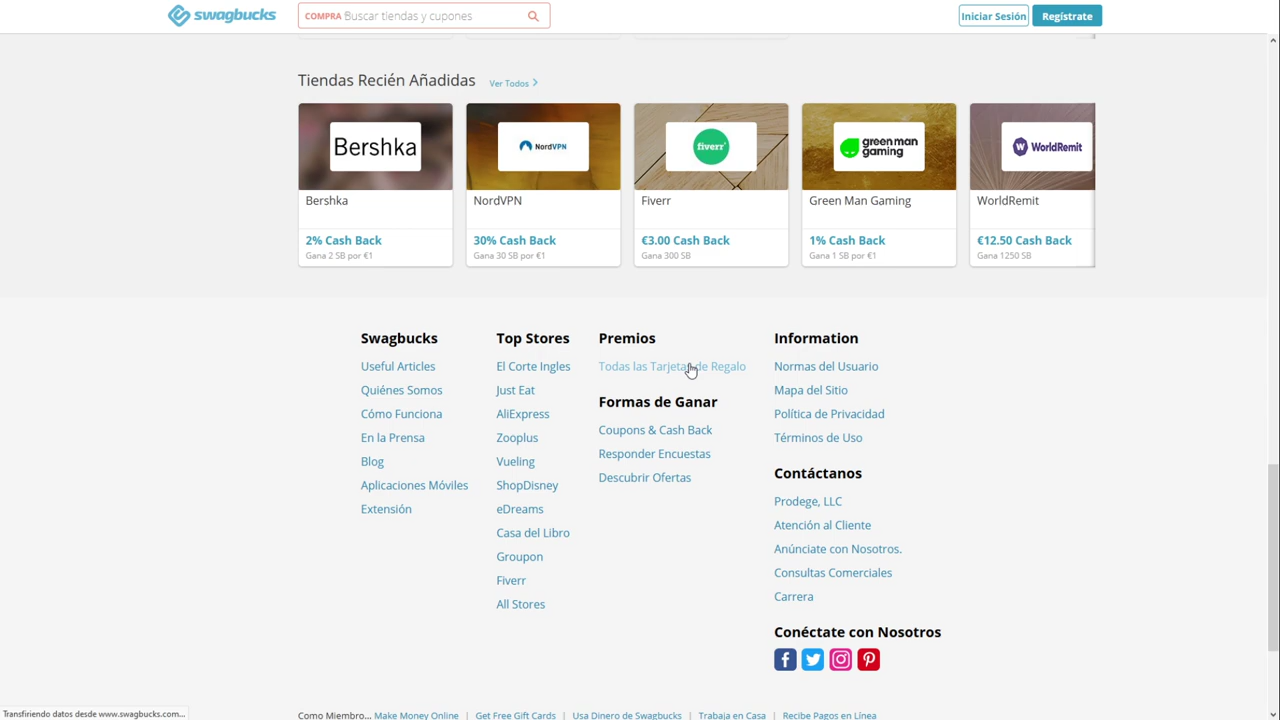 swagbucks
COMPRA Buscar tiendas y cupones
Iniciar Sesión
Regístrate
Tiendas Recién Añadidas
Ver Todos
Bershka
NordVPN
fiverr
green man gaming
WorldRemit
Bershka
NordVPN
Fiverr
Green Man Gaming
WorldRemit
2% Cash Back
30% Cash Back
€3.00 Cash Back
1% Cash Back
€12.50 Cash Back
Gana 2 SB por €1
Gana 30 SB por €1
Gana 300 SB
Gana 1 SB por €1
Gana 1250 SB
Swagbucks
Useful Articles
Quiénes Somos
Cómo Funciona
En la Prensa
Blog
Aplicaciones Móviles
Extensión
Top Stores
El Corte Ingles
Just Eat
AliExpress
Zooplus
Vueling
ShopDisney
eDreams
Casa del Libro
Groupon
Fiverr
All Stores
Premios
Todas las Tarjetas de Regalo
Formas de Ganar
Coupons & Cash Back
Responder Encuestas
Descubrir Ofertas
Information
Normas del Usuario
Mapa del Sitio
Política de Privacidad
Términos de Uso
Contáctanos
Prodege, LLC
Atención al Cliente
Anúnciate con Nosotros.
Consultas Comerciales
Carrera
Conéctate con Nosotros
Transfiriendo datos desde www.swagbucks.com...
Como Miembro... Make Money Online | Get Free Gift Cards | Usa Dinero de Swagbucks | Trabaja en Casa | Recibe Pagos en Línea